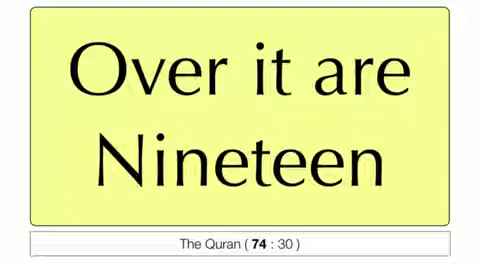 Over it are
Nineteen
The Quran ( 74 : 30 )